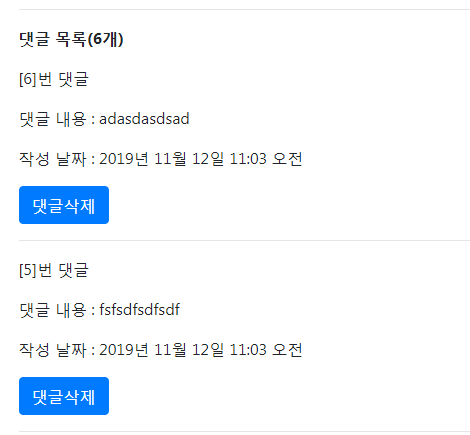 댓글 목록(6개)
[6]번 댓글
댓글 내용 : adasdasdsad
작성 날짜 : 2019년 11월 12일 11:03 오전
댓글삭제
[5]번 댓글
댓글 내용 : fsfsdfsdfsdf
작성 날짜 : 2019년 11월 12일 11:03 오전
댓글삭제